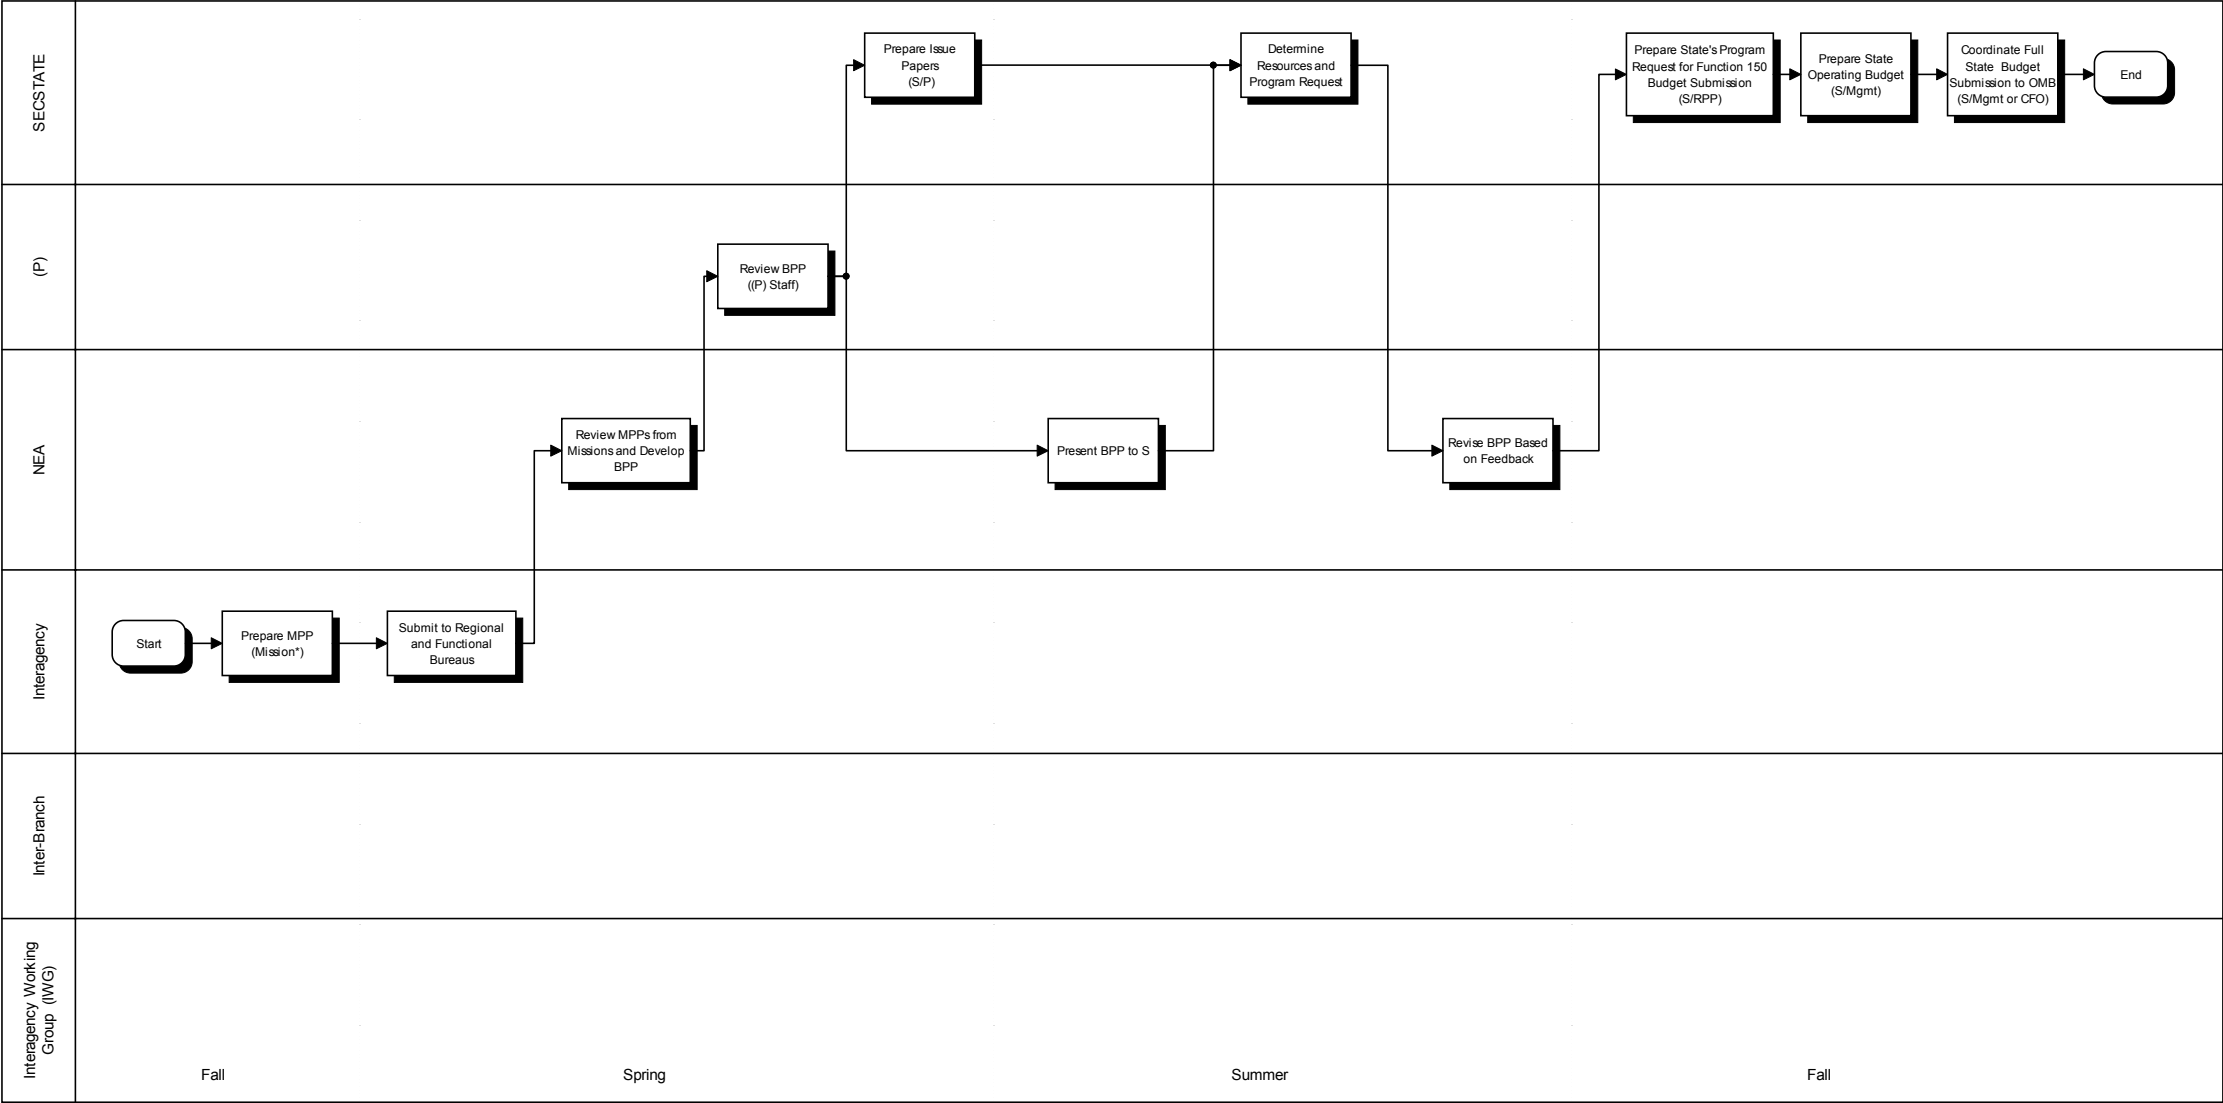 SECSTATE
Prepare Issue
Papers
(S/P)
Determine
Resources and
Program Request
Prepare State's Program
Request for Function 150
Budget Submission
(S/RPP)
Prepare State
Operating Budget
(S/Mgmt)
Coordinate Full
State Budget
Submission to OMB
(S/Mgmt or CFO)
End
(P)
Review BPP
((P) Staff)
NEA
Review MPPs from
Missions and Develop
BPP
Present BPP to S
Revise BPP Based
on Feedback
Interagency
Start
Prepare MPP
(Mission*)
Submit to Regional
and Functional
Bureaus
Inter-Branch
Interagency Working
Group (IWG)
Fall
Spring
Summer
Fall